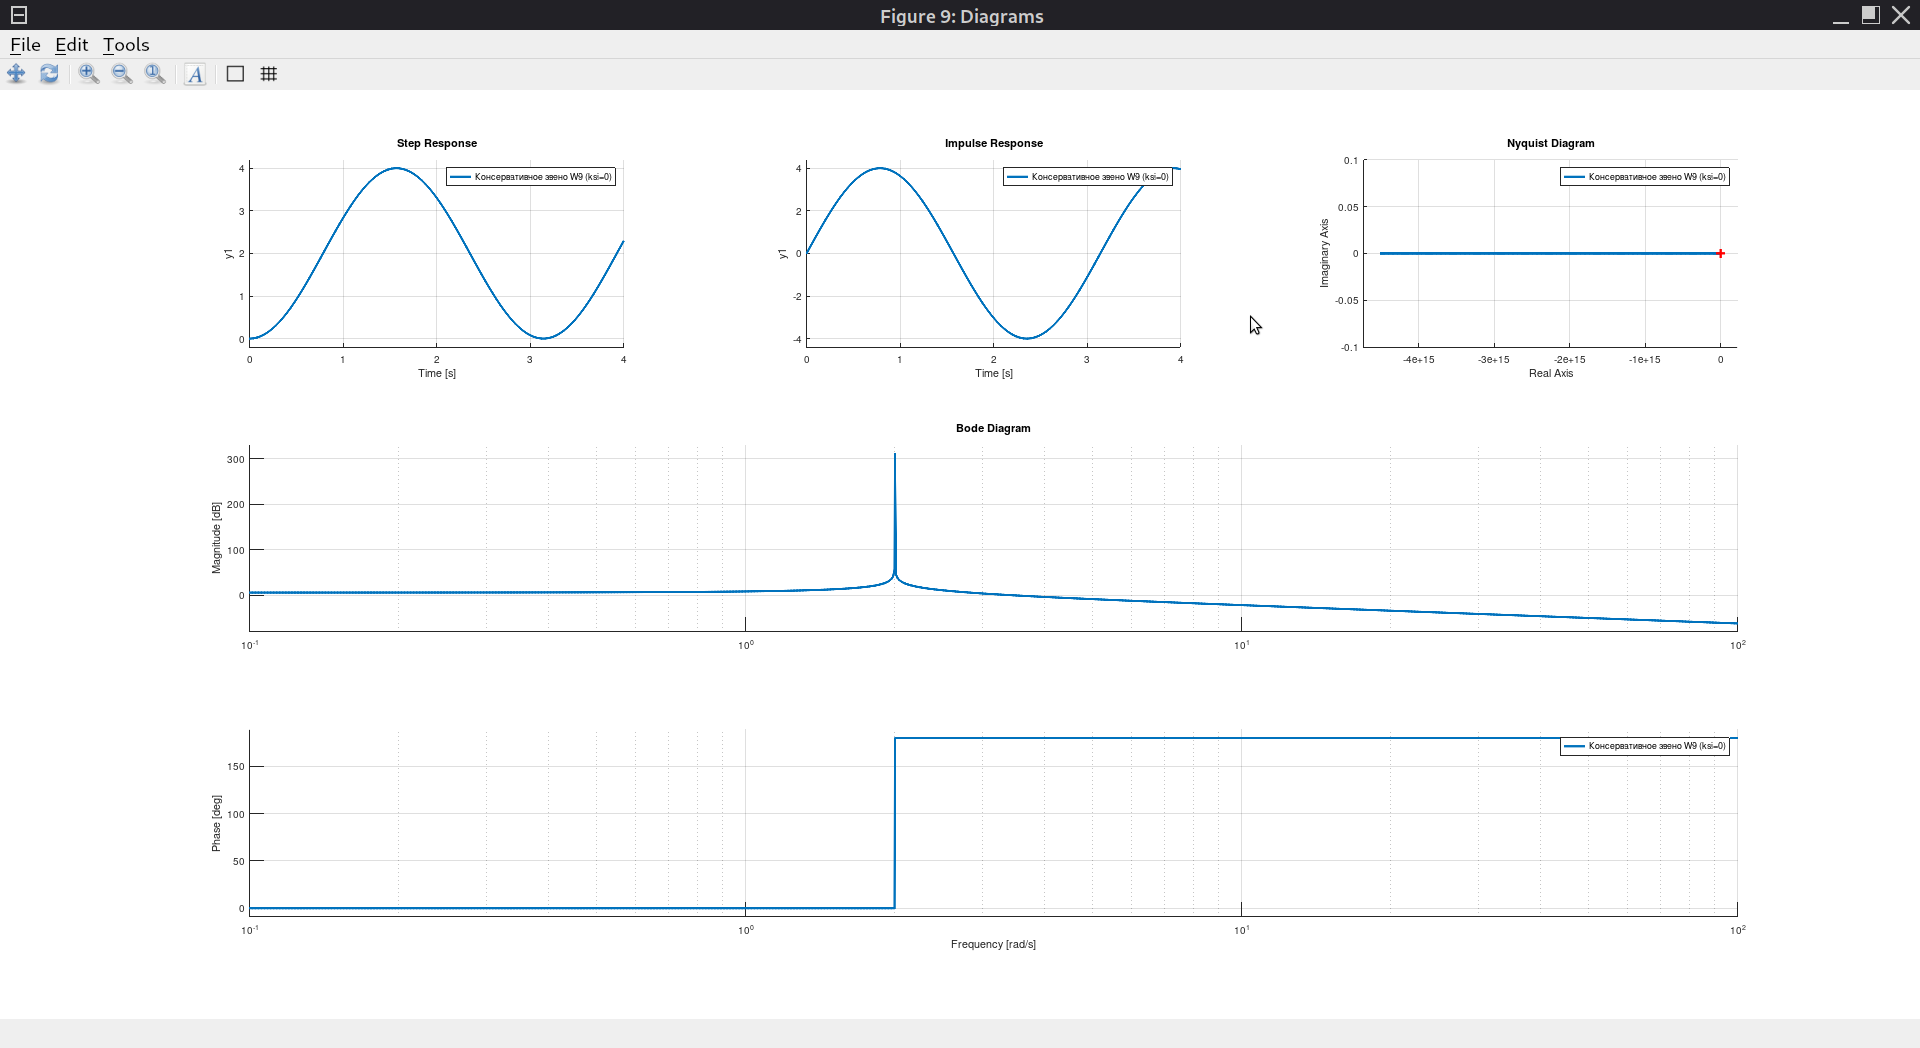 Figure 9: Diagrams
File Edit Tools
A
Step Response
Консервативное звено W9 (ksi=0)
y1
4
3
2
1
0
0 1 2 3 4
Time [s]
Impulse Response
Консервативное звено W9 (ksi=0)
y1
4
2
0
-2
-4
0 1 2 3 4
Time [s]
Nyquist Diagram
Консервативное звено W9 (ksi=0)
Imaginary Axis
0.1
0.05
0
-0.05
-0.1
-4e+15 -3e+15 -2e+15 -1e+15 0
Real Axis
Bode Diagram
Magnitude [dB]
300
200
100
0
10^-1 10^0 10^1 10^2
Консервативное звено W9 (ksi=0)
Phase [deg]
150
100
50
0
10^-1 10^0 10^1 10^2
Frequency [rad/s]